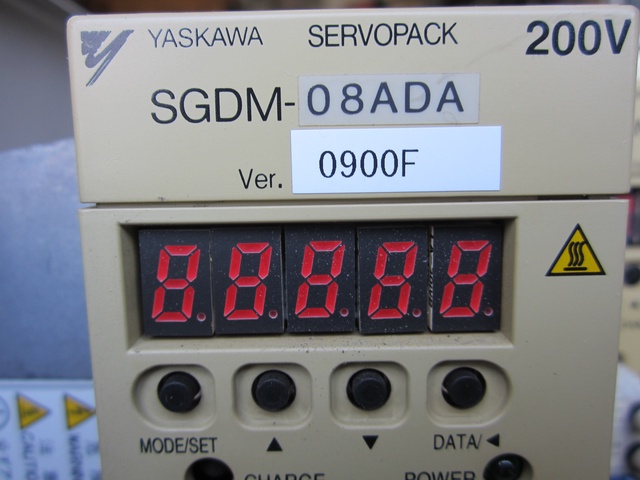 YASKAWA SERVOPACK 200V
SGDM-08ADA
Ver. 0900F
8.8.8.8.8.
MODE/SET ▲ ▼ DATA/◄
CHARGE POWER